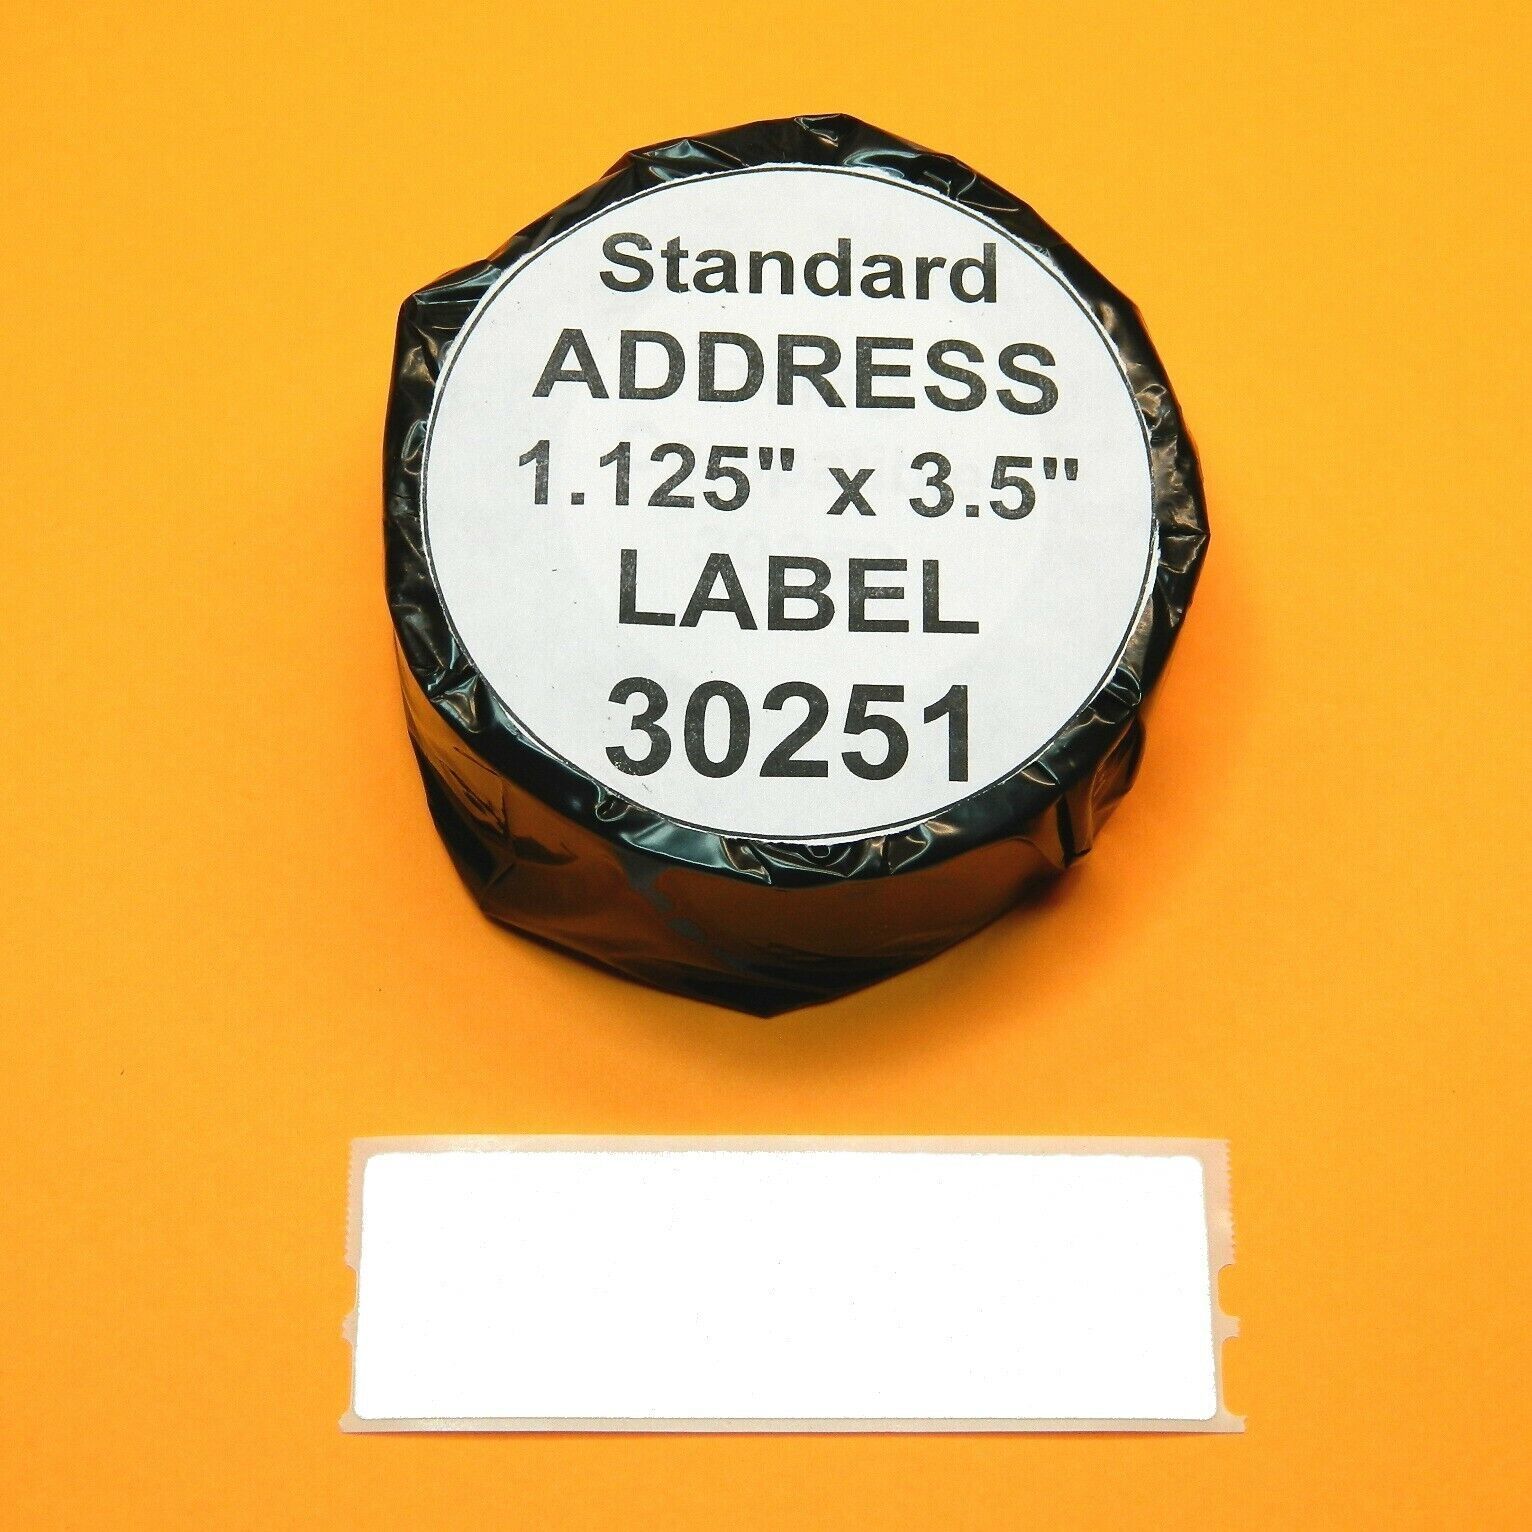 Standard
ADDRESS
1.125" x 3.5"
LABEL
30251